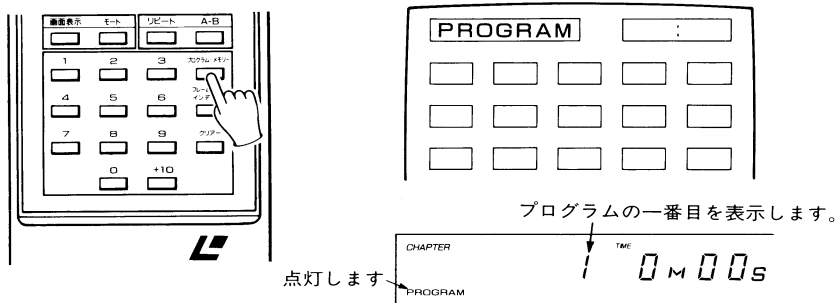 画面表示 モード リピート A-B
1 2 3 プログラム・メモリー
4 5 6
インデ
7 8 9 クリアー
0 +10
PROGRAM :
プログラムの一番目を表示します。
CHAPTER 1 TIME 0M00S
点灯します
PROGRAM